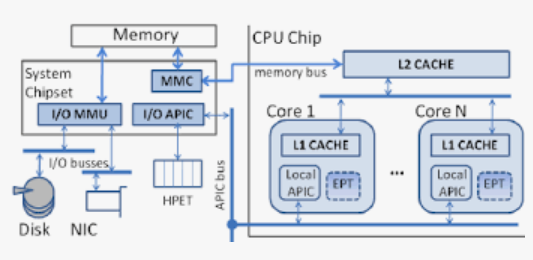 Memory
CPU Chip
System
Chipset
MMC
memory bus
L2 CACHE
I/O MMU
I/O APIC
Core 1
Core N
L1 CACHE
L1 CACHE
I/O busses
APIC bus
Local
APIC
EPT
...
Local
APIC
EPT
HPET
Disk
NIC